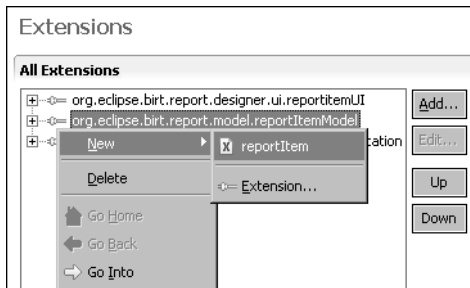 Extensions
All Extensions
org.eclipse.birt.report.designer.ui.reportitemUI
org.eclipse.birt.report.model.reportItemModel
cation
New
reportItem
Delete
Extension...
Go Home
Go Back
Go Into
Add...
Edit...
Up
Down